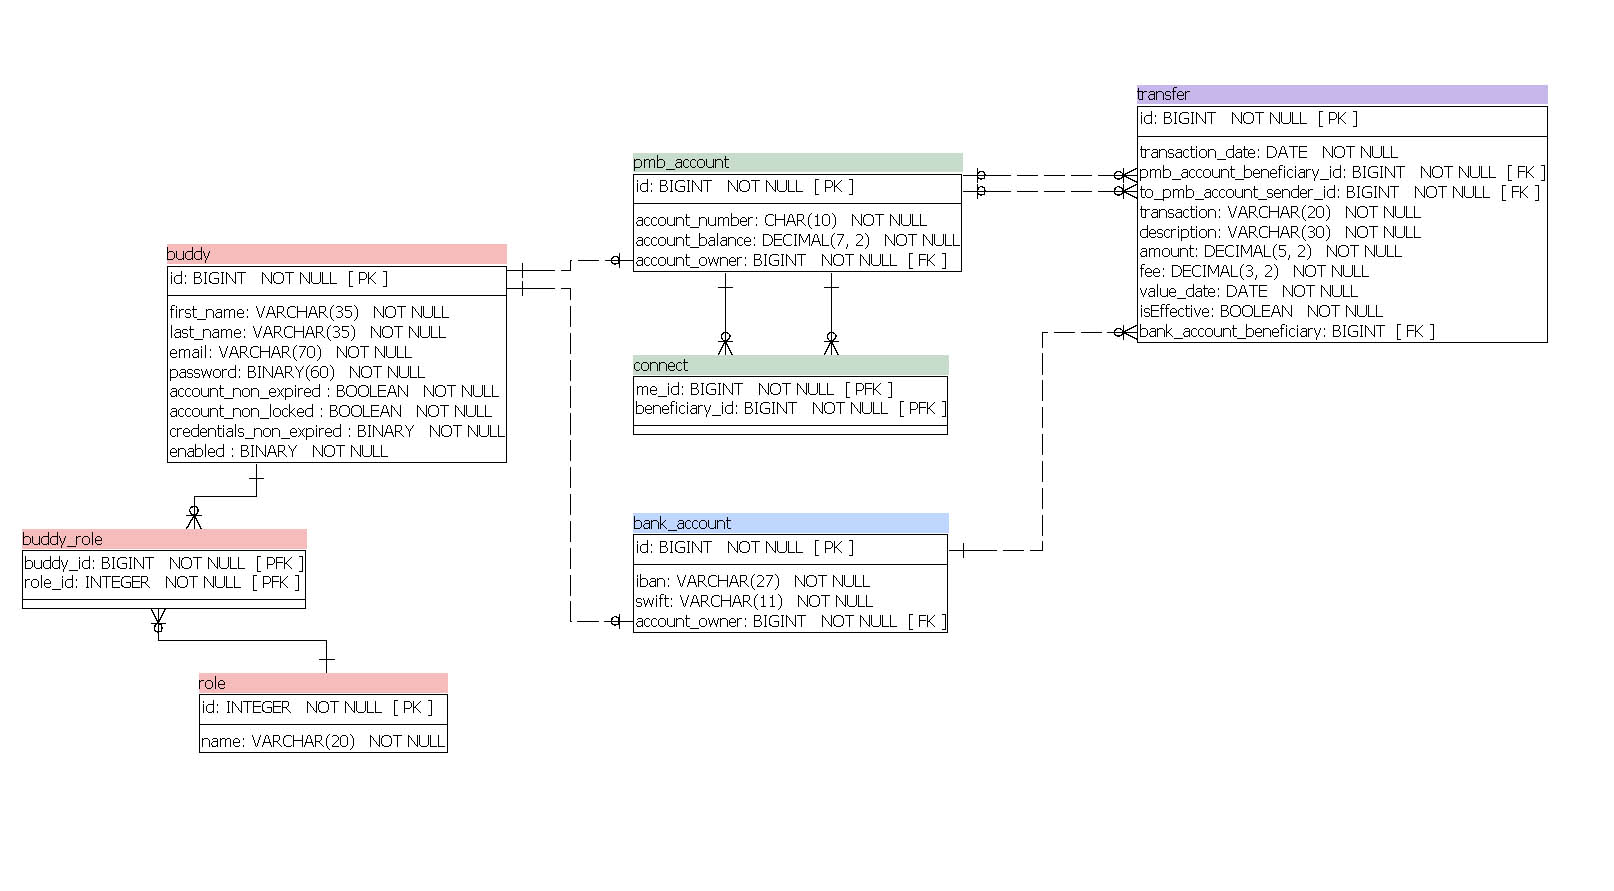 transfer
id: BIGINT NOT NULL [ PK ]
transaction_date: DATE NOT NULL
pmb_account_beneficiary_id: BIGINT NOT NULL [ FK ]
to_pmb_account_sender_id: BIGINT NOT NULL [ FK ]
transaction: VARCHAR(20) NOT NULL
description: VARCHAR(30) NOT NULL
amount: DECIMAL(5, 2) NOT NULL
fee: DECIMAL(3, 2) NOT NULL
value_date: DATE NOT NULL
isEffective: BOOLEAN NOT NULL
bank_account_beneficiary: BIGINT [ FK ]
pmb_account
id: BIGINT NOT NULL [ PK ]
account_number: CHAR(10) NOT NULL
account_balance: DECIMAL(7, 2) NOT NULL
account_owner: BIGINT NOT NULL [ FK ]
buddy
id: BIGINT NOT NULL [ PK ]
first_name: VARCHAR(35) NOT NULL
last_name: VARCHAR(35) NOT NULL
email: VARCHAR(70) NOT NULL
password: BINARY(60) NOT NULL
account_non_expired : BOOLEAN NOT NULL
account_non_locked : BOOLEAN NOT NULL
credentials_non_expired : BINARY NOT NULL
enabled : BINARY NOT NULL
connect
me_id: BIGINT NOT NULL [ PFK ]
beneficiary_id: BIGINT NOT NULL [ PFK ]
bank_account
id: BIGINT NOT NULL [ PK ]
iban: VARCHAR(27) NOT NULL
swift: VARCHAR(11) NOT NULL
account_owner: BIGINT NOT NULL [ FK ]
buddy_role
buddy_id: BIGINT NOT NULL [ PFK ]
role_id: INTEGER NOT NULL [ PFK ]
role
id: INTEGER NOT NULL [ PK ]
name: VARCHAR(20) NOT NULL